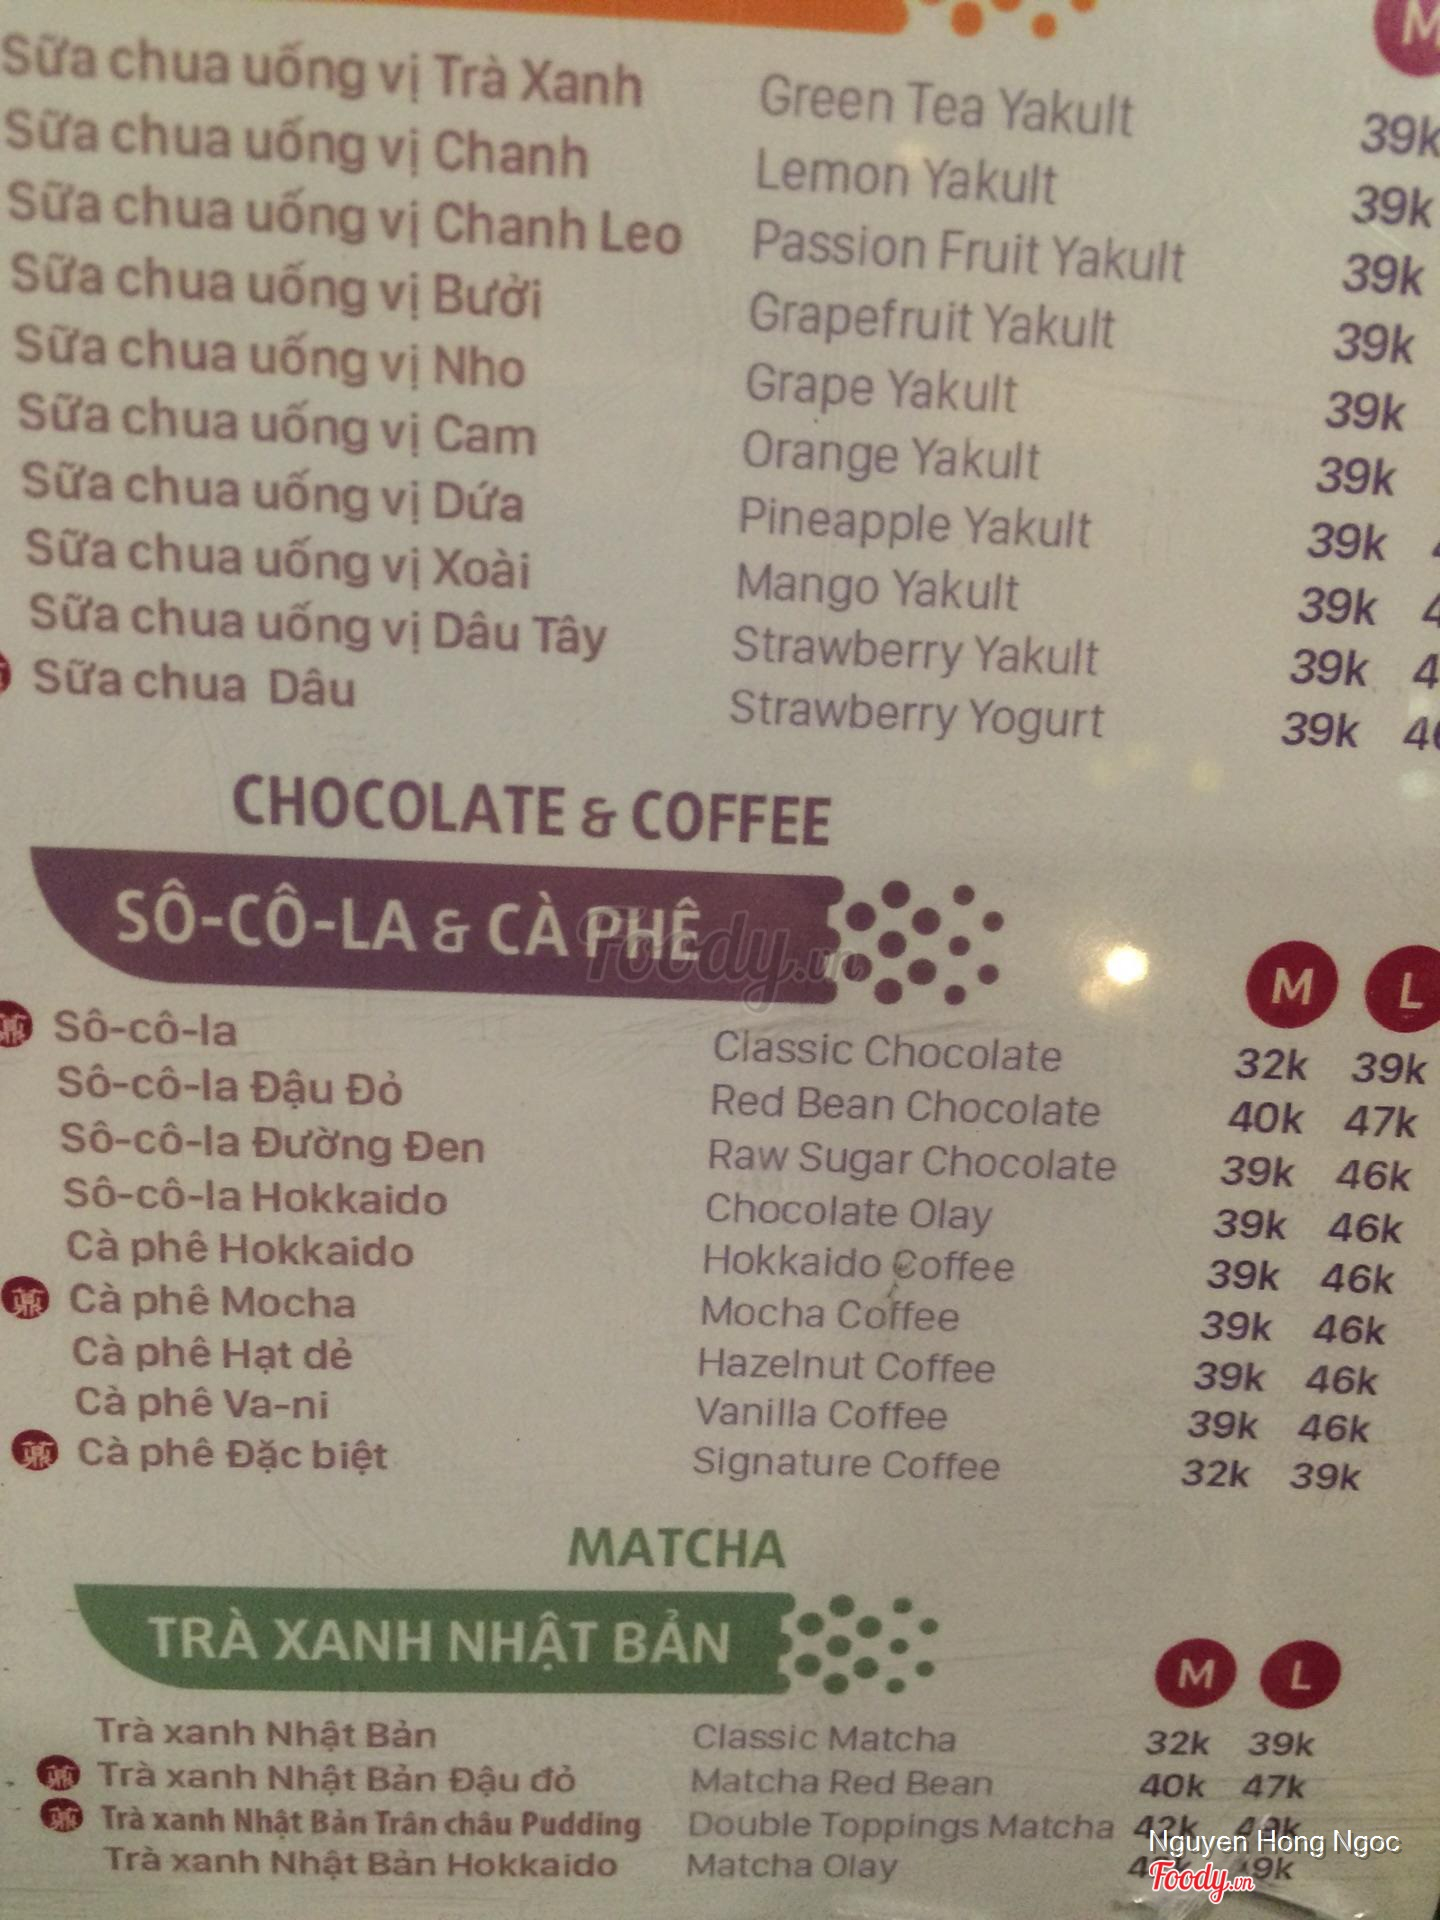 M
Sữa chua uống vị Trà Xanh Green Tea Yakult 39k
Sữa chua uống vị Chanh Lemon Yakult 39k
Sữa chua uống vị Chanh Leo Passion Fruit Yakult 39k
Sữa chua uống vị Bưởi Grapefruit Yakult 39k
Sữa chua uống vị Nho Grape Yakult 39k
Sữa chua uống vị Cam Orange Yakult 39k
Sữa chua uống vị Dứa Pineapple Yakult 39k
Sữa chua uống vị Xoài Mango Yakult 39k
Sữa chua uống vị Dâu Tây Strawberry Yakult 39k
Sữa chua Dâu Strawberry Yogurt 39k
CHOCOLATE & COFFEE
SÔ-CÔ-LA & CÀ PHÊ
Foody.vn
M L
Sô-cô-la Classic Chocolate 32k 39k
Sô-cô-la Đậu Đỏ Red Bean Chocolate 40k 47k
Sô-cô-la Đường Đen Raw Sugar Chocolate 39k 46k
Sô-cô-la Hokkaido Chocolate Olay 39k 46k
Cà phê Hokkaido Hokkaido Coffee 39k 46k
Cà phê Mocha Mocha Coffee 39k 46k
Cà phê Hạt dẻ Hazelnut Coffee 39k 46k
Cà phê Va-ni Vanilla Coffee 39k 46k
Cà phê Đặc biệt Signature Coffee 32k 39k
MATCHA
TRÀ XANH NHẬT BẢN
M L
Trà xanh Nhật Bản Classic Matcha 32k 39k
Trà xanh Nhật Bản Đậu đỏ Matcha Red Bean 40k 47k
Trà xanh Nhật Bản Trân châu Pudding Double Toppings Matcha
Trà xanh Nhật Bản Hokkaido Matcha Olay
Nguyen Hong Ngoc
Foody.vn